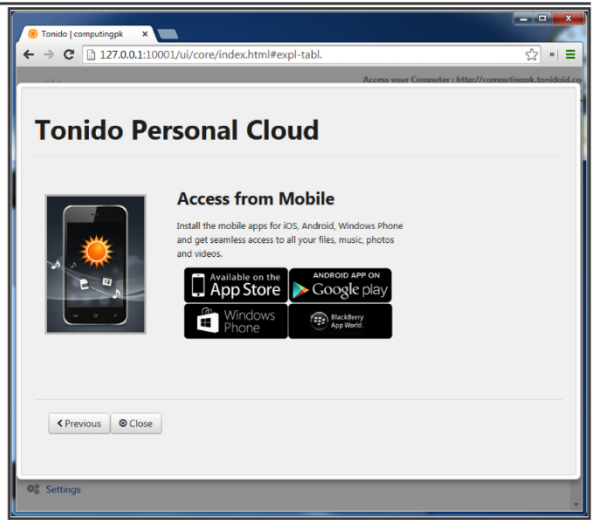 Tonido | computingpk
127.0.0.1:10001/ui/core/index.html#expl-tabl.
Access your Computer : http://computingpk.tonidoid.co
Tonido Personal Cloud
Access from Mobile
Install the mobile apps for iOS, Android, Windows Phone
and get seamless access to all your files, music, photos
and videos.
Available on the
App Store
ANDROID APP ON
Google play
Windows
Phone
BlackBerry
App World
Previous
Close
Settings